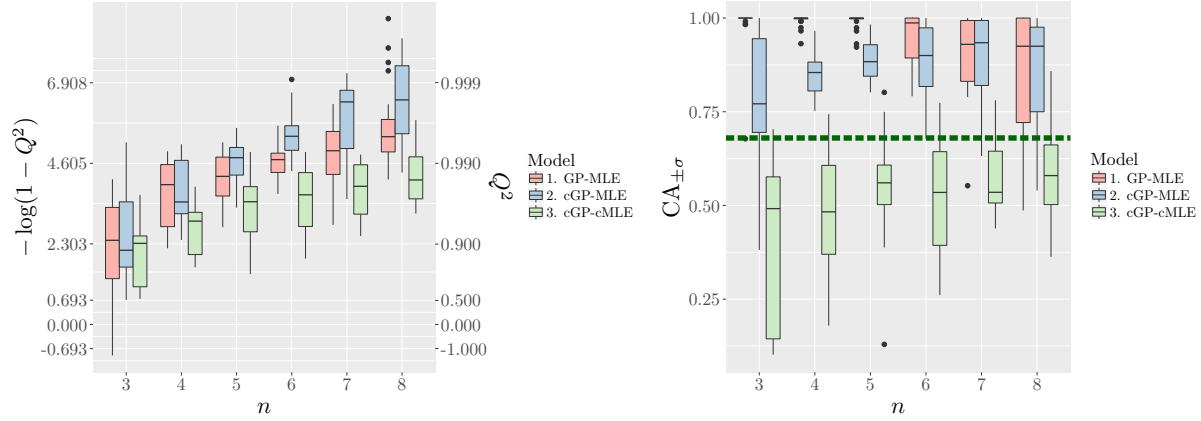 − log(1 − Q²)
6.908
4.605
2.303
0.693
0.000
-0.693
3 4 5 6 7 8
n
0.999
0.990
0.900
0.500
0.000
-1.000
Q²
Model
1. GP-MLE
2. cGP-MLE
3. cGP-cMLE
CA±σ
1.00
0.75
0.50
0.25
3 4 5 6 7 8
n
Model
1. GP-MLE
2. cGP-MLE
3. cGP-cMLE